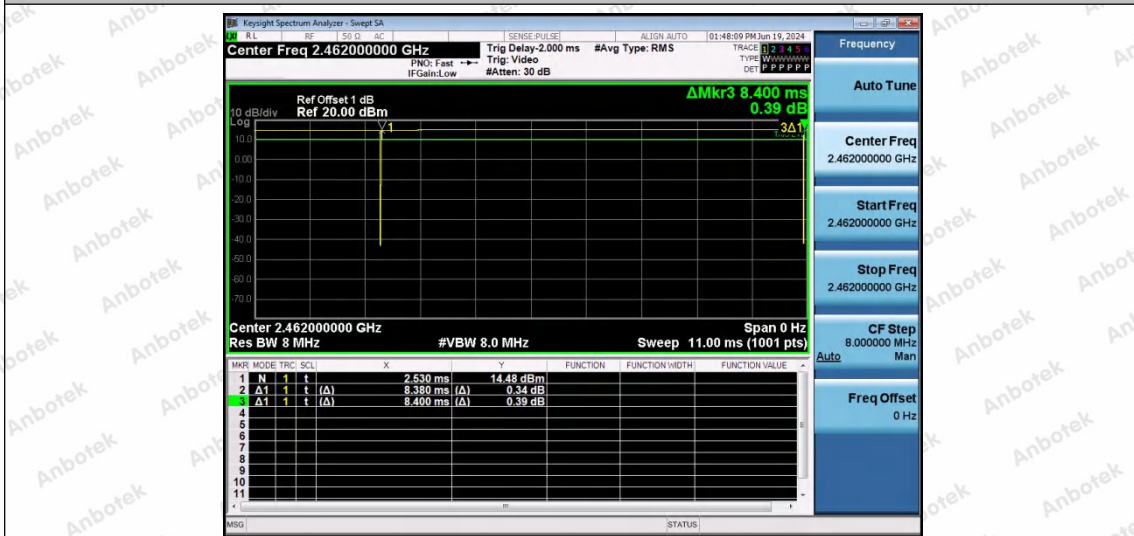 Keysight Spectrum Analyzer - Swept SA
RL RF 50 Ω AC SENSE:PULSE ALIGN AUTO 01:48:09 PM Jun 19, 2024
Center Freq 2.462000000 GHz Trig Delay-2.000 ms #Avg Type: RMS TRACE 1 2 3 4 5 6
PNO: Fast Trig: Video TYPE WWWWWW
IFGain:Low #Atten: 30 dB DET P P P P P P
ΔMkr3 8.400 ms
0.39 dB
Ref Offset 1 dB
10 dB/div Ref 20.00 dBm
Log
1
3Δ1
10.0
0.00
-10.0
-20.0
-30.0
-40.0
-50.0
-60.0
-70.0
Center 2.462000000 GHz Span 0 Hz
Res BW 8 MHz #VBW 8.0 MHz Sweep 11.00 ms (1001 pts)
MKR MODE TRC SCL X Y FUNCTION FUNCTION WIDTH FUNCTION VALUE
1 N 1 t 2.530 ms 14.48 dBm
2 Δ1 1 t (Δ) 8.380 ms (Δ) 0.34 dB
3 Δ1 1 t (Δ) 8.400 ms (Δ) 0.39 dB
4
5
6
7
8
9
10
11
MSG STATUS
Frequency
Auto Tune
Center Freq
2.462000000 GHz
Start Freq
2.462000000 GHz
Stop Freq
2.462000000 GHz
CF Step
8.000000 MHz
Auto Man
Freq Offset
0 Hz
Anbotek